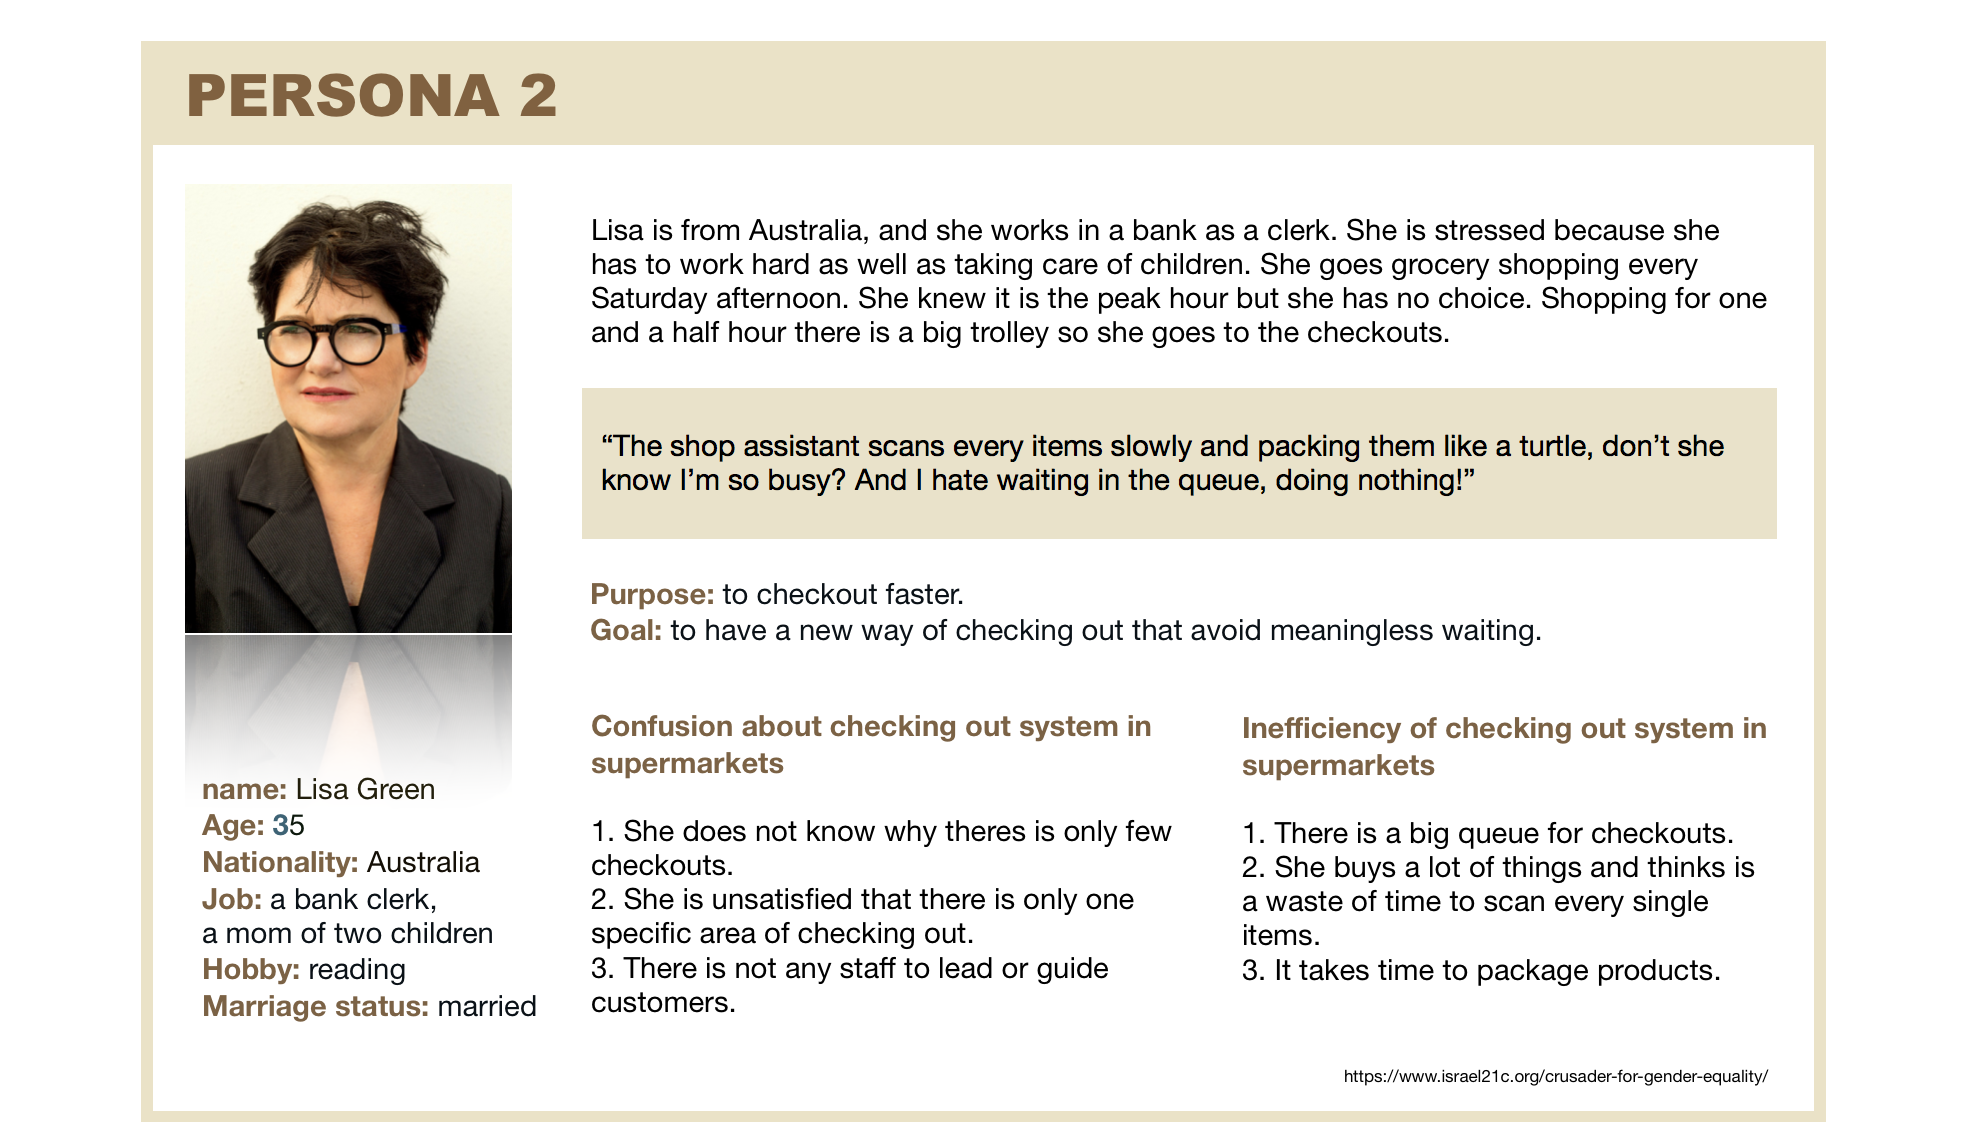 PERSONA 2
Lisa is from Australia, and she works in a bank as a clerk. She is stressed because she
has to work hard as well as taking care of children. She goes grocery shopping every
Saturday afternoon. She knew it is the peak hour but she has no choice. Shopping for one
and a half hour there is a big trolley so she goes to the checkouts.
“The shop assistant scans every items slowly and packing them like a turtle, don’t she
know I’m so busy? And I hate waiting in the queue, doing nothing!”
Purpose: to checkout faster.
Goal: to have a new way of checking out that avoid meaningless waiting.
name: Lisa Green
Age: 35
Nationality: Australia
Job: a bank clerk,
a mom of two children
Hobby: reading
Marriage status: married
Confusion about checking out system in
supermarkets
1. She does not know why theres is only few
checkouts.
2. She is unsatisfied that there is only one
specific area of checking out.
3. There is not any staff to lead or guide
customers.
Inefficiency of checking out system in
supermarkets
1. There is a big queue for checkouts.
2. She buys a lot of things and thinks is
a waste of time to scan every single
items.
3. It takes time to package products.
https://www.israel21c.org/crusader-for-gender-equality/